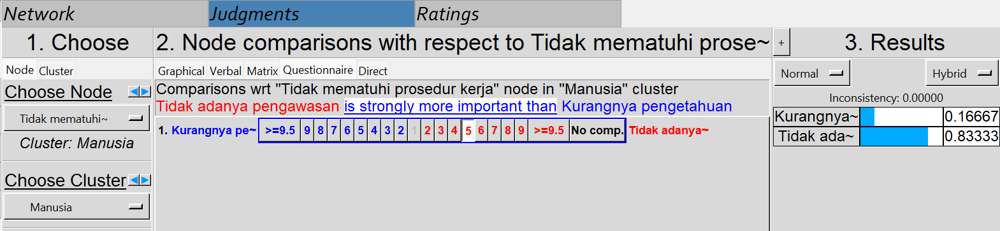 Network Judgments Ratings
1. Choose
Node Cluster
Choose Node
Tidak mematuhi~
Cluster: Manusia
Choose Cluster
Manusia
2. Node comparisons with respect to Tidak mematuhi prose~
Graphical Verbal Matrix Questionnaire Direct
Comparisons wrt "Tidak mematuhi prosedur kerja" node in "Manusia" cluster
Tidak adanya pengawasan is strongly more important than Kurangnya pengetahuan
1. Kurangnya pe~ >=9.5 9 8 7 6 5 4 3 2 1 2 3 4 5 6 7 8 9 >=9.5 No comp. Tidak adanya~
+ 3. Results
Normal Hybrid
Inconsistency: 0.00000
Kurangnya~ 0.16667
Tidak ada~ 0.83333